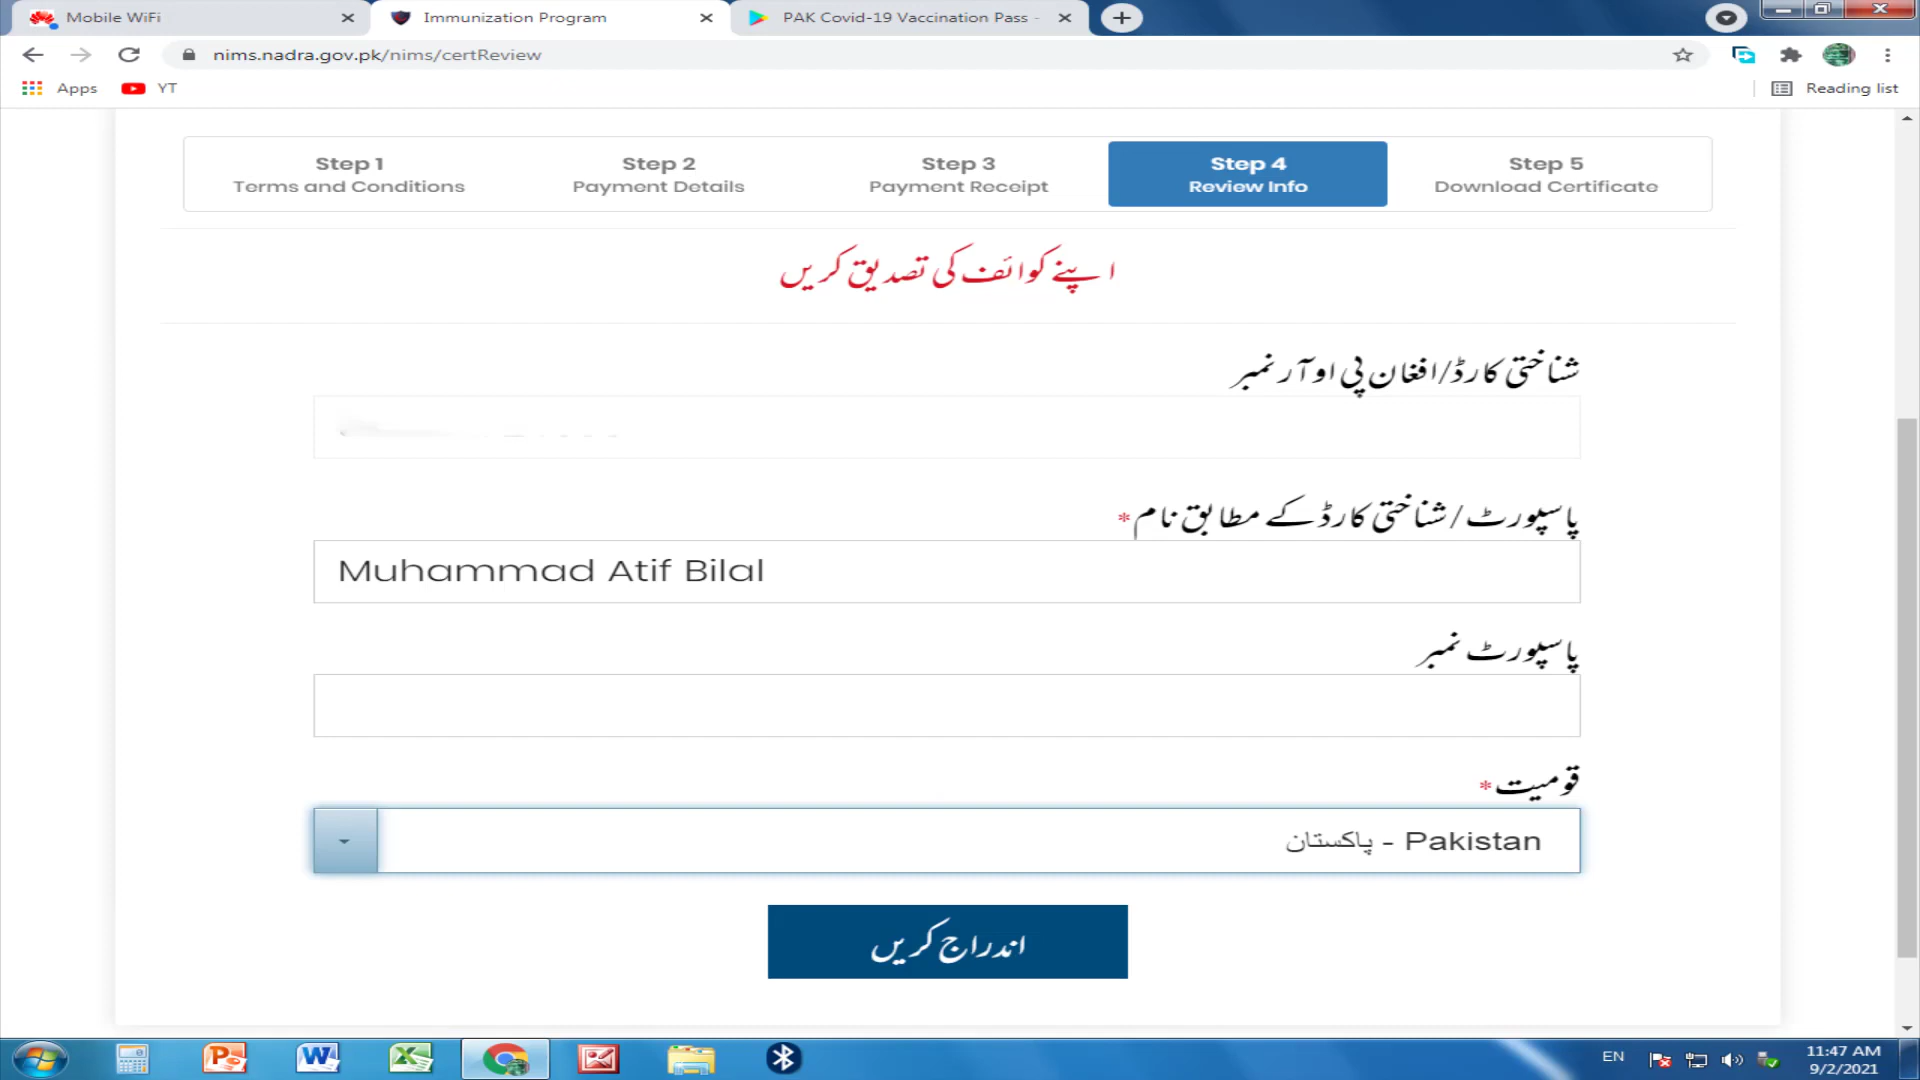 Mobile WiFi
Immunization Program
PAK Covid-19 Vaccination Pass -
nims.nadra.gov.pk/nims/certReview
Apps
YT
Reading list
Step 1
Terms and Conditions
Step 2
Payment Details
Step 3
Payment Receipt
Step 4
Review Info
Step 5
Download Certificate
اپنے کوائف کی تصدیق کریں
شناختی کارڈ/افغان پی او آر نمبر
پاسپورٹ/شناختی کارڈ کے مطابق نام*
Muhammad Atif Bilal
پاسپورٹ نمبر
قومیت*
Pakistan - پاکستان
اندراج کریں
EN
11:47 AM
9/2/2021